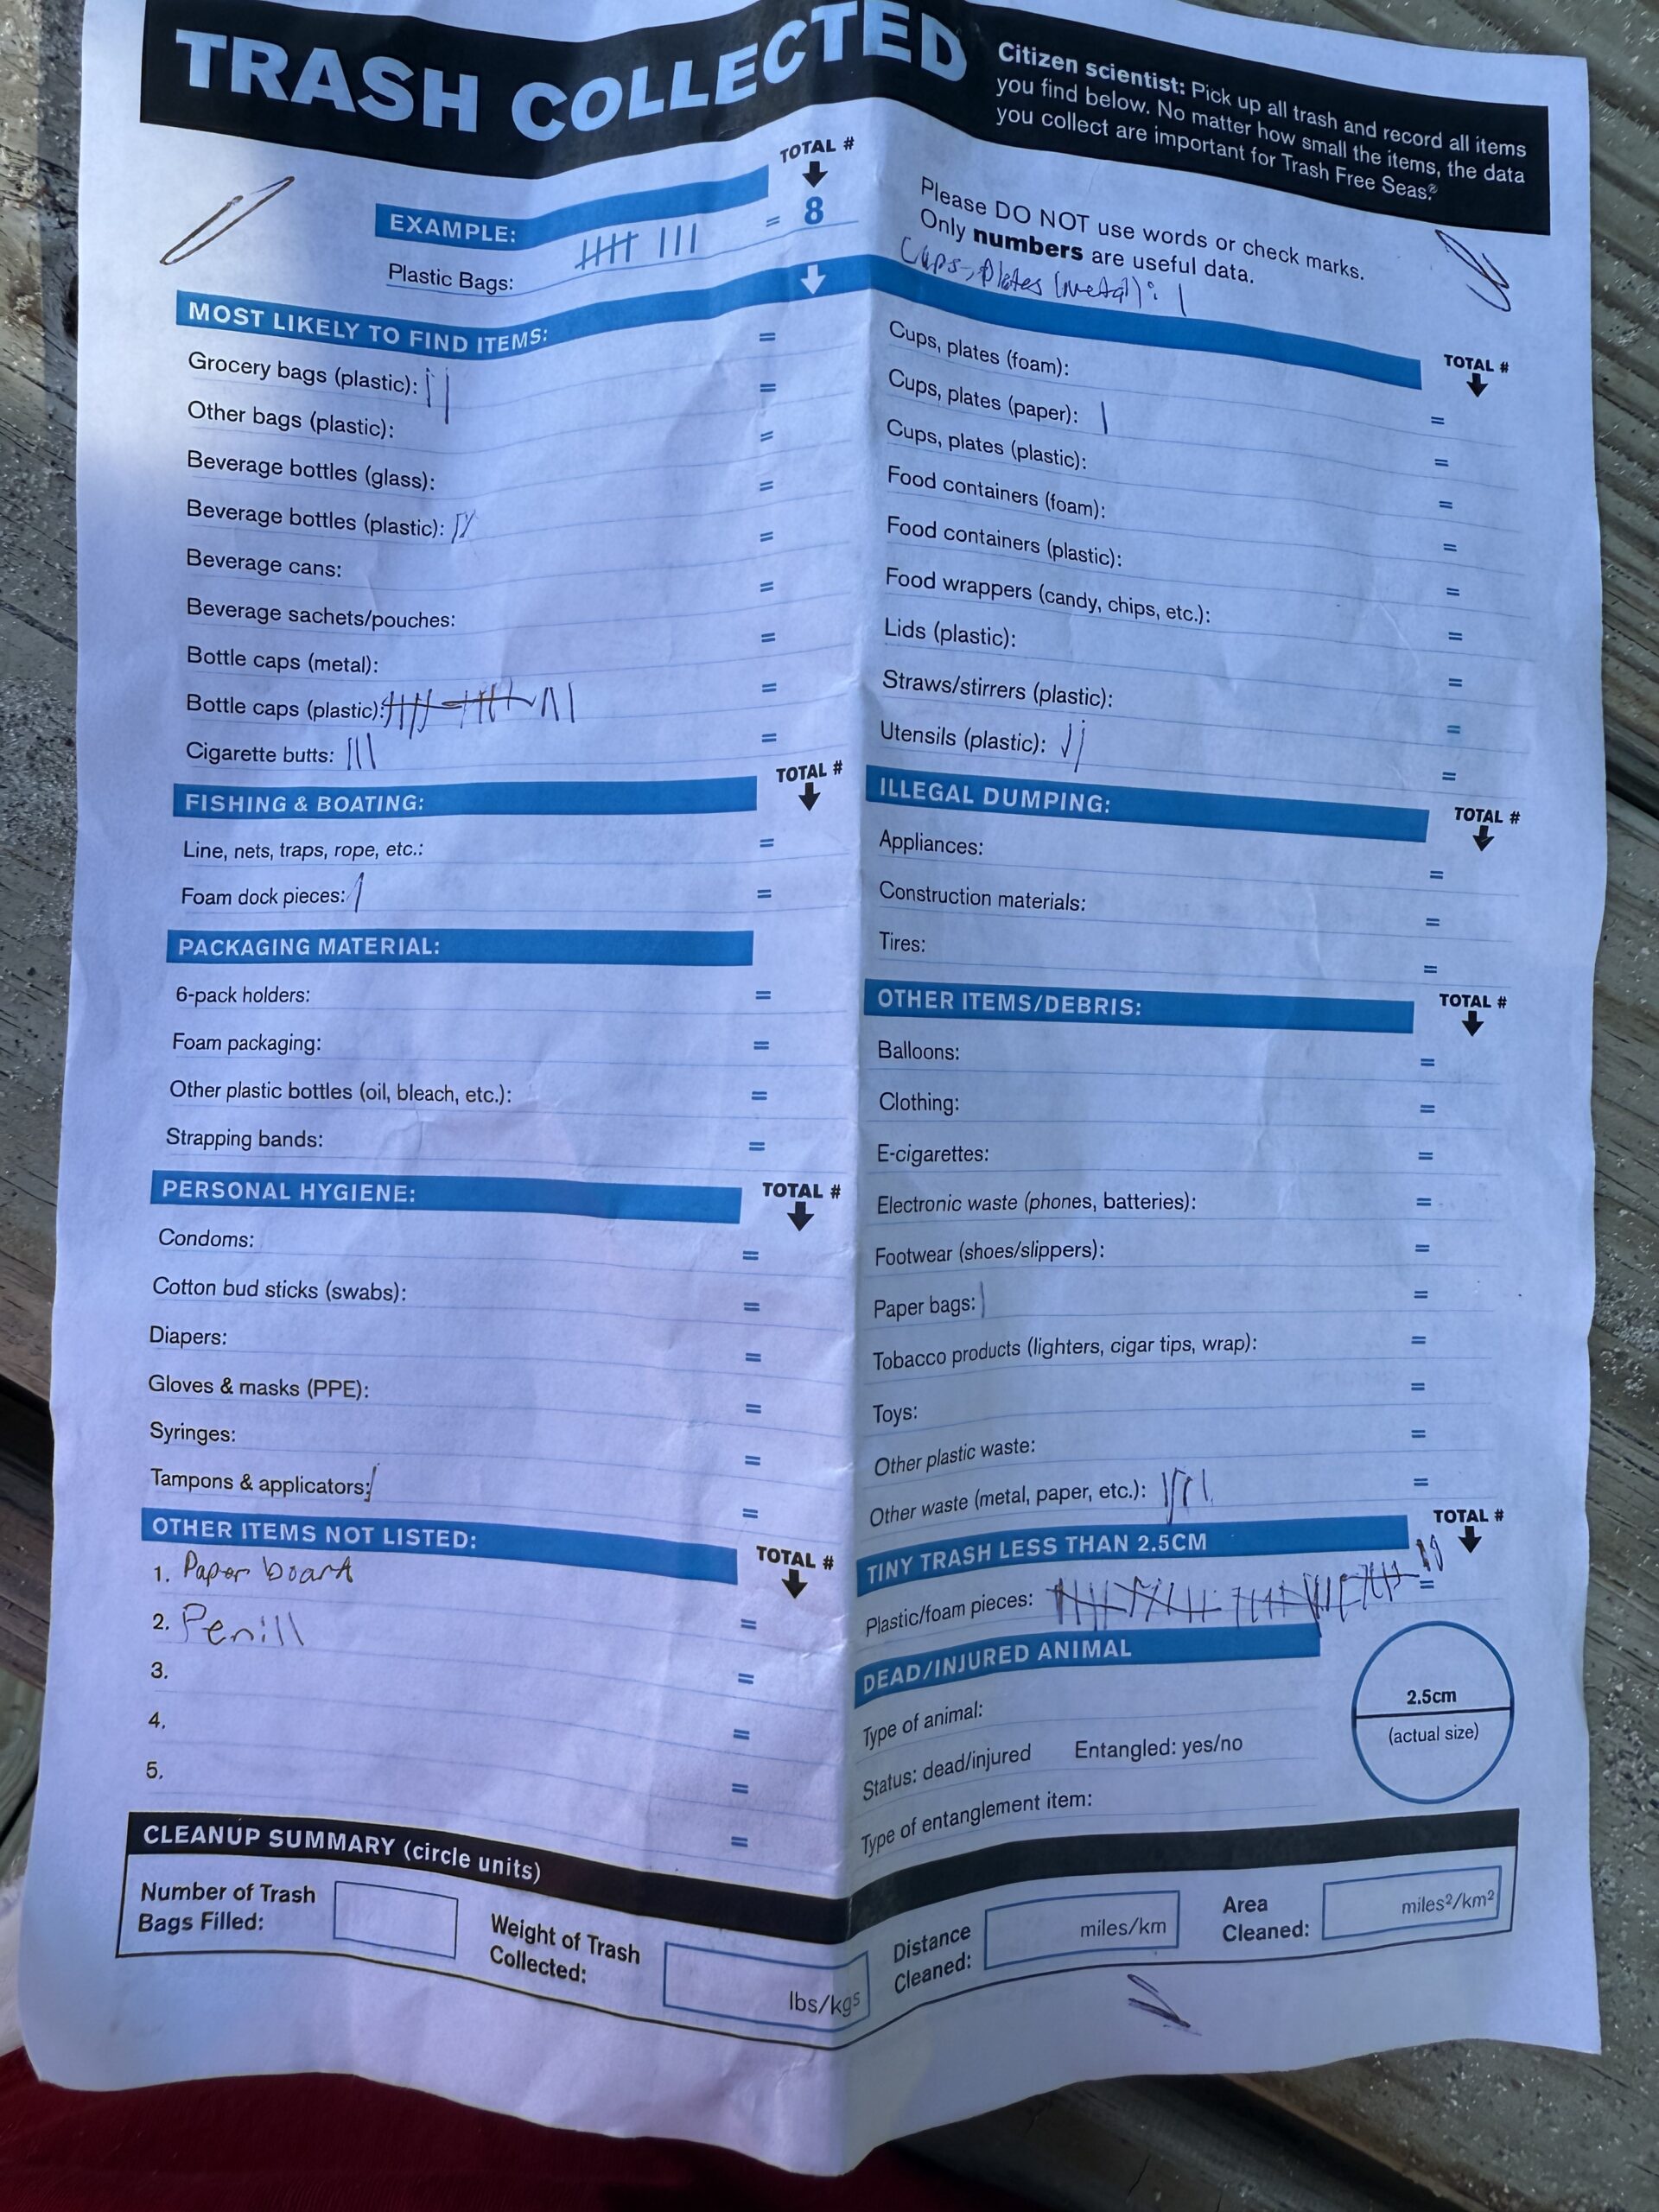 TRASH COLLECTED
Citizen scientist: Pick up all trash and record all items
you find below. No matter how small the items, the data
you collect are important for Trash Free Seas.®
TOTAL #
EXAMPLE:
Plastic Bags:
= 8
Please DO NOT use words or check marks.
Only numbers are useful data.
Cups, plates (metal): |
MOST LIKELY TO FIND ITEMS:
Grocery bags (plastic): || =
Other bags (plastic): =
Beverage bottles (glass): =
Beverage bottles (plastic): =
Beverage cans: =
Beverage sachets/pouches: =
Bottle caps (metal): =
Bottle caps (plastic): =
Cigarette butts: ||| =
FISHING & BOATING:
TOTAL #
Line, nets, traps, rope, etc.: =
Foam dock pieces: | =
PACKAGING MATERIAL:
6-pack holders: =
Foam packaging: =
Other plastic bottles (oil, bleach, etc.): =
Strapping bands: =
PERSONAL HYGIENE:
TOTAL #
Condoms: =
Cotton bud sticks (swabs): =
Diapers: =
Gloves & masks (PPE): =
Syringes: =
Tampons & applicators: | =
OTHER ITEMS NOT LISTED:
TOTAL #
1. Paper board =
2. =
3. =
4. =
5. =
TOTAL #
Cups, plates (foam): =
Cups, plates (paper): | =
Cups, plates (plastic): =
Food containers (foam): =
Food containers (plastic): =
Food wrappers (candy, chips, etc.): =
Lids (plastic): =
Straws/stirrers (plastic): =
Utensils (plastic): || =
ILLEGAL DUMPING:
TOTAL #
Appliances: =
Construction materials: =
Tires: =
OTHER ITEMS/DEBRIS:
TOTAL #
Balloons: =
Clothing: =
E-cigarettes: =
Electronic waste (phones, batteries): =
Footwear (shoes/slippers): =
Paper bags: | =
Tobacco products (lighters, cigar tips, wrap): =
Toys: =
Other plastic waste: =
Other waste (metal, paper, etc.): |||| =
TINY TRASH LESS THAN 2.5CM
TOTAL #
Plastic/foam pieces: =
DEAD/INJURED ANIMAL
Type of animal:
Status: dead/injured Entangled: yes/no
Type of entanglement item:
2.5cm
(actual size)
CLEANUP SUMMARY (circle units)
Number of Trash
Bags Filled:
Weight of Trash
Collected:
lbs/kgs
Distance
Cleaned:
miles/km
Area
Cleaned:
miles²/km²